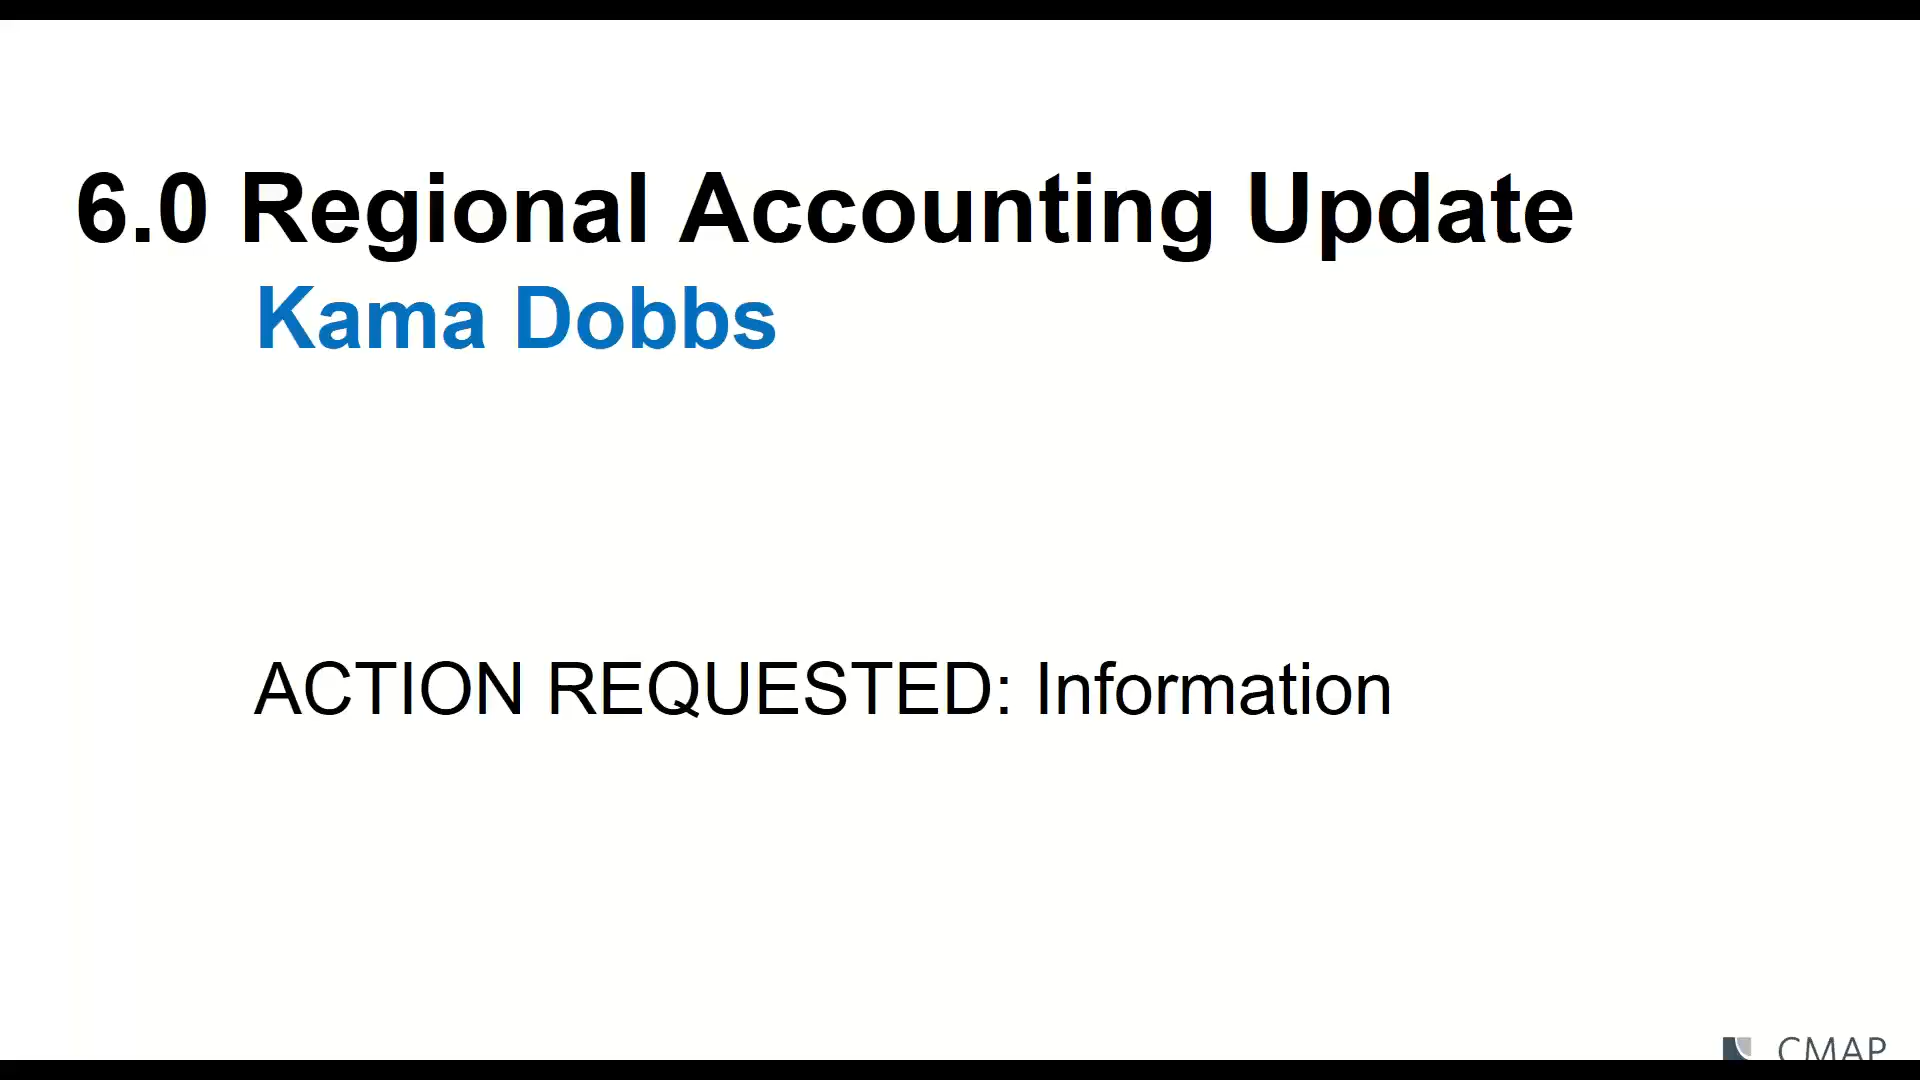 6.0 Regional Accounting Update
Kama Dobbs
ACTION REQUESTED: Information
CMAP